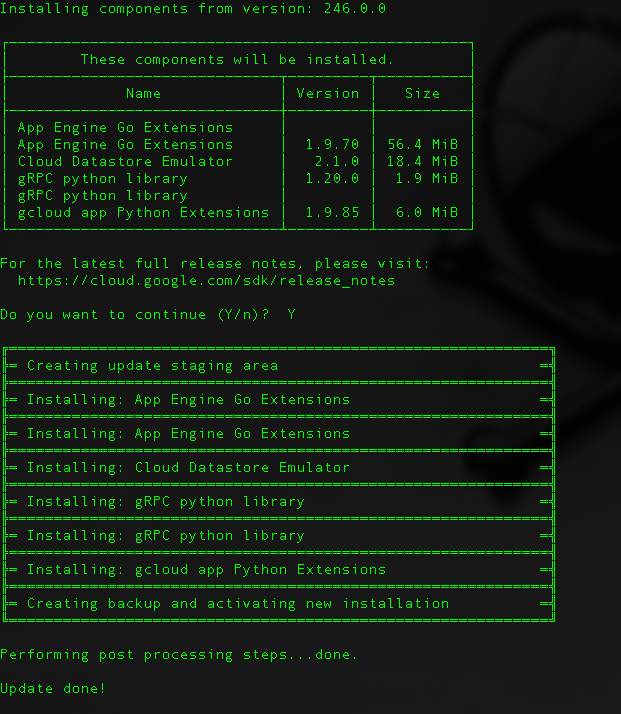 Installing components from version: 246.0.0
These components will be installed.
Name Version Size
App Engine Go Extensions
App Engine Go Extensions 1.9.70 56.4 MiB
Cloud Datastore Emulator 2.1.0 18.4 MiB
gRPC python library 1.20.0 1.9 MiB
gRPC python library
gcloud app Python Extensions 1.9.85 6.0 MiB
For the latest full release notes, please visit:
https://cloud.google.com/sdk/release_notes
Do you want to continue (Y/n)?  Y
Creating update staging area
Installing: App Engine Go Extensions
Installing: App Engine Go Extensions
Installing: Cloud Datastore Emulator
Installing: gRPC python library
Installing: gRPC python library
Installing: gcloud app Python Extensions
Creating backup and activating new installation
Performing post processing steps...done.
Update done!